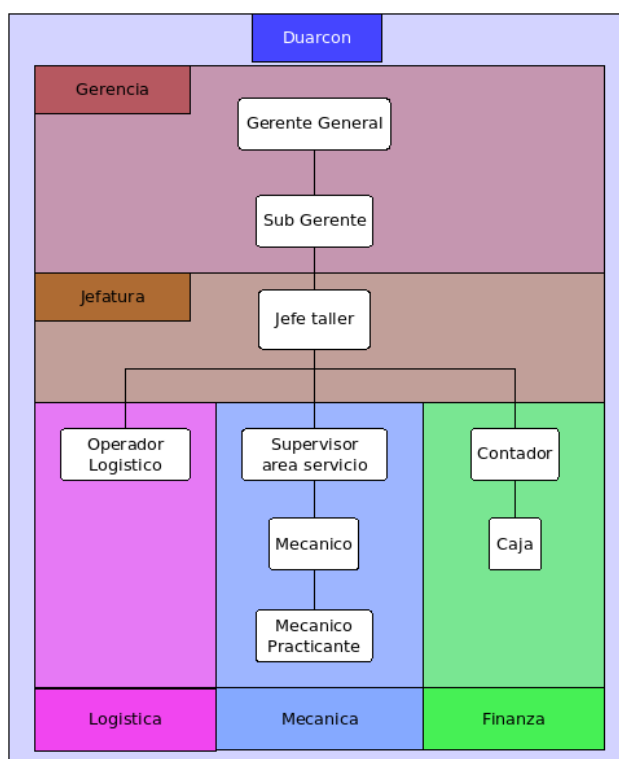 Duarcon
Gerencia
Gerente General
Sub Gerente
Jefatura
Jefe taller
Operador
Logistico
Supervisor
area servicio
Contador
Mecanico
Caja
Mecanico
Practicante
Logistica
Mecanica
Finanza